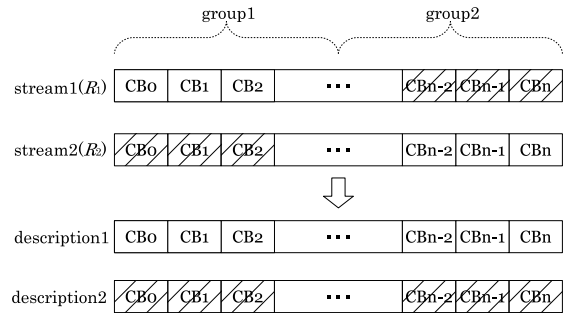 group1 group2
stream1(R1) CB0 CB1 CB2 ... CBn-2 CBn-1 CBn
stream2(R2) CB0 CB1 CB2 ... CBn-2 CBn-1 CBn
description1 CB0 CB1 CB2 ... CBn-2 CBn-1 CBn
description2 CB0 CB1 CB2 ... CBn-2 CBn-1 CBn